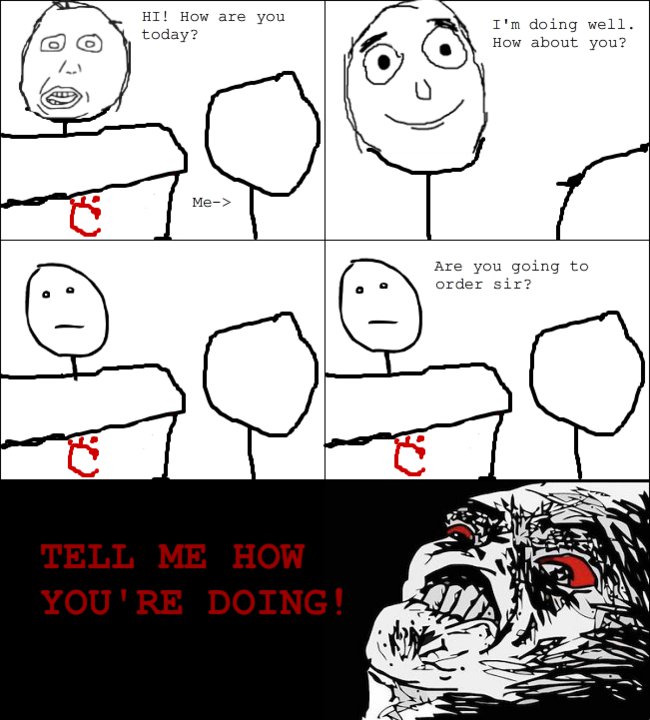 HI! How are you
today?
Me->
I'm doing well.
How about you?
Are you going to
order sir?
TELL ME HOW
YOU'RE DOING!